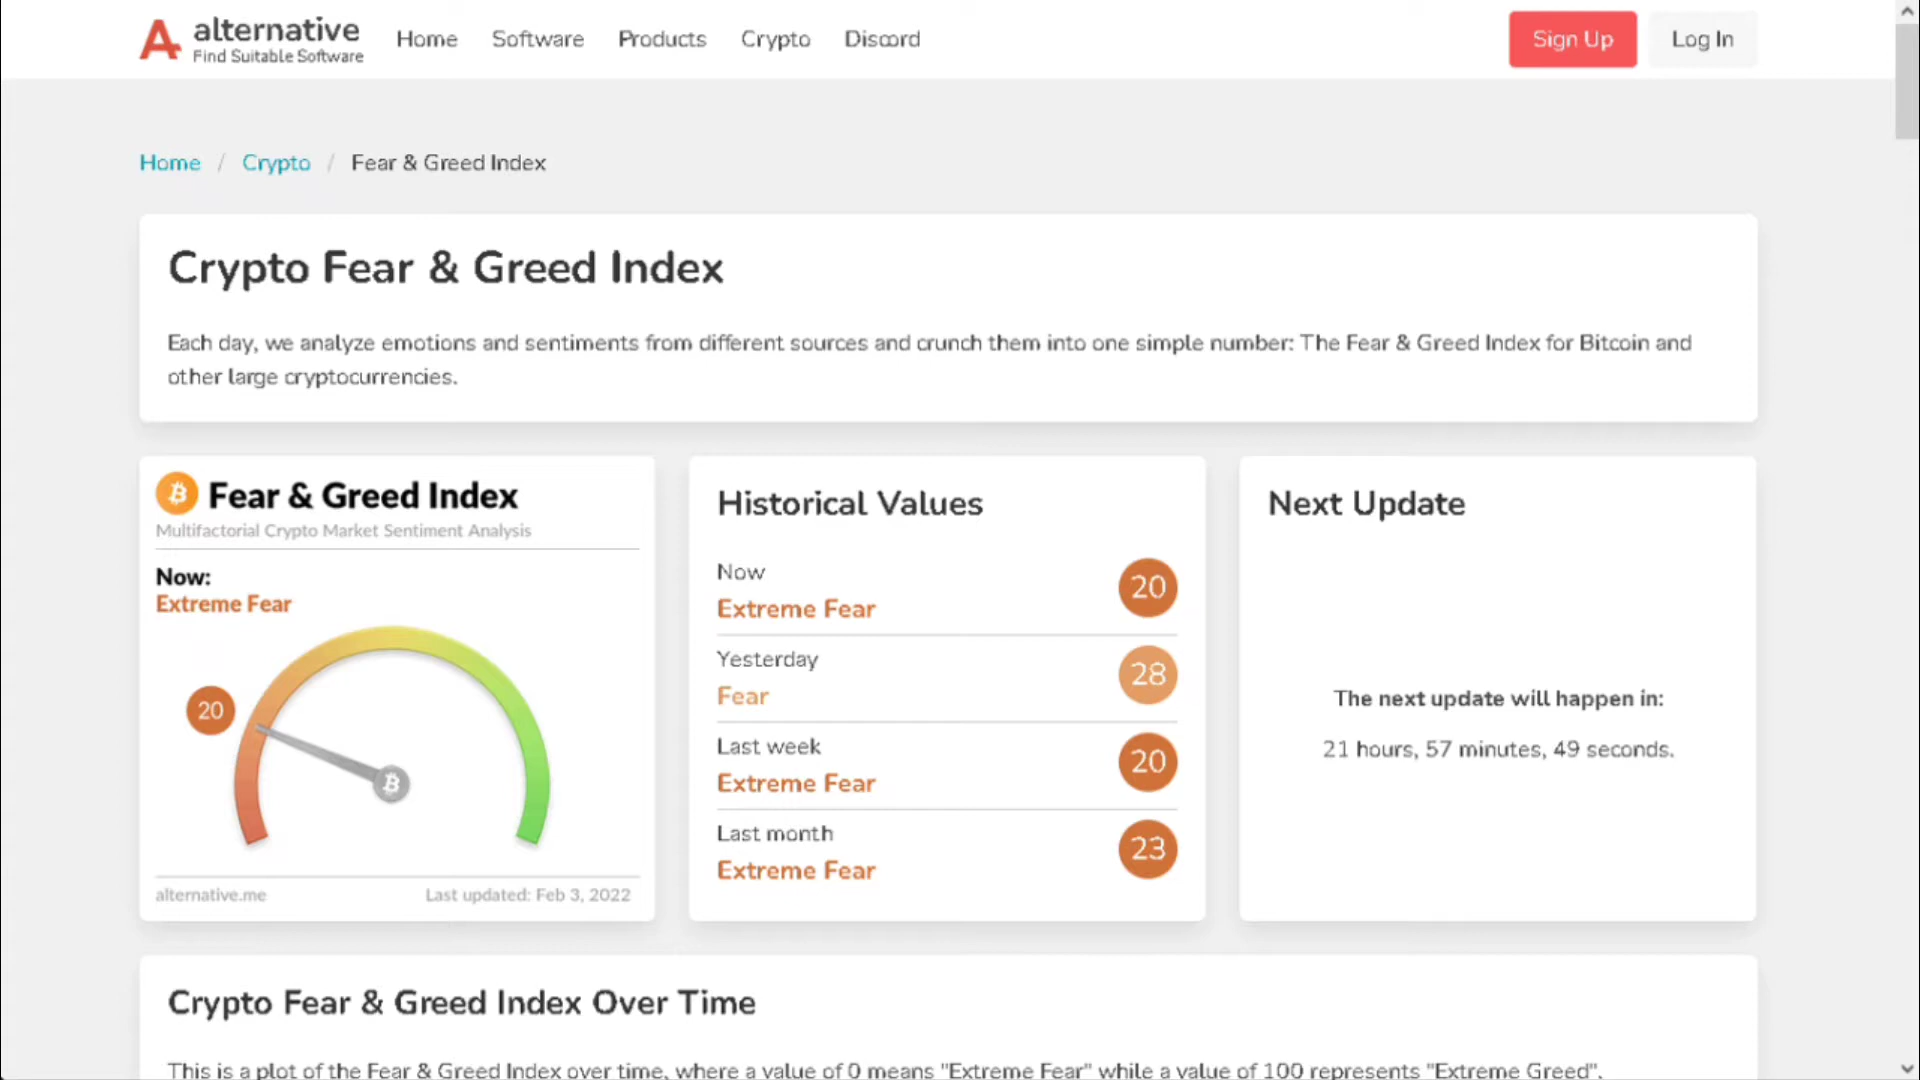 alternative
Find Suitable Software
Home
Software
Products
Crypto
Discord
Sign Up
Log In
Home / Crypto / Fear & Greed Index
Crypto Fear & Greed Index
Each day, we analyze emotions and sentiments from different sources and crunch them into one simple number: The Fear & Greed Index for Bitcoin and
other large cryptocurrencies.
Fear & Greed Index
Multifactorial Crypto Market Sentiment Analysis
Now:
Extreme Fear
20
alternative.me
Last updated: Feb 3, 2022
Historical Values
Now
Extreme Fear
20
Yesterday
Fear
28
Last week
Extreme Fear
20
Last month
Extreme Fear
23
Next Update
The next update will happen in:
21 hours, 57 minutes, 49 seconds.
Crypto Fear & Greed Index Over Time
This is a plot of the Fear & Greed Index over time, where a value of 0 means "Extreme Fear" while a value of 100 represents "Extreme Greed".